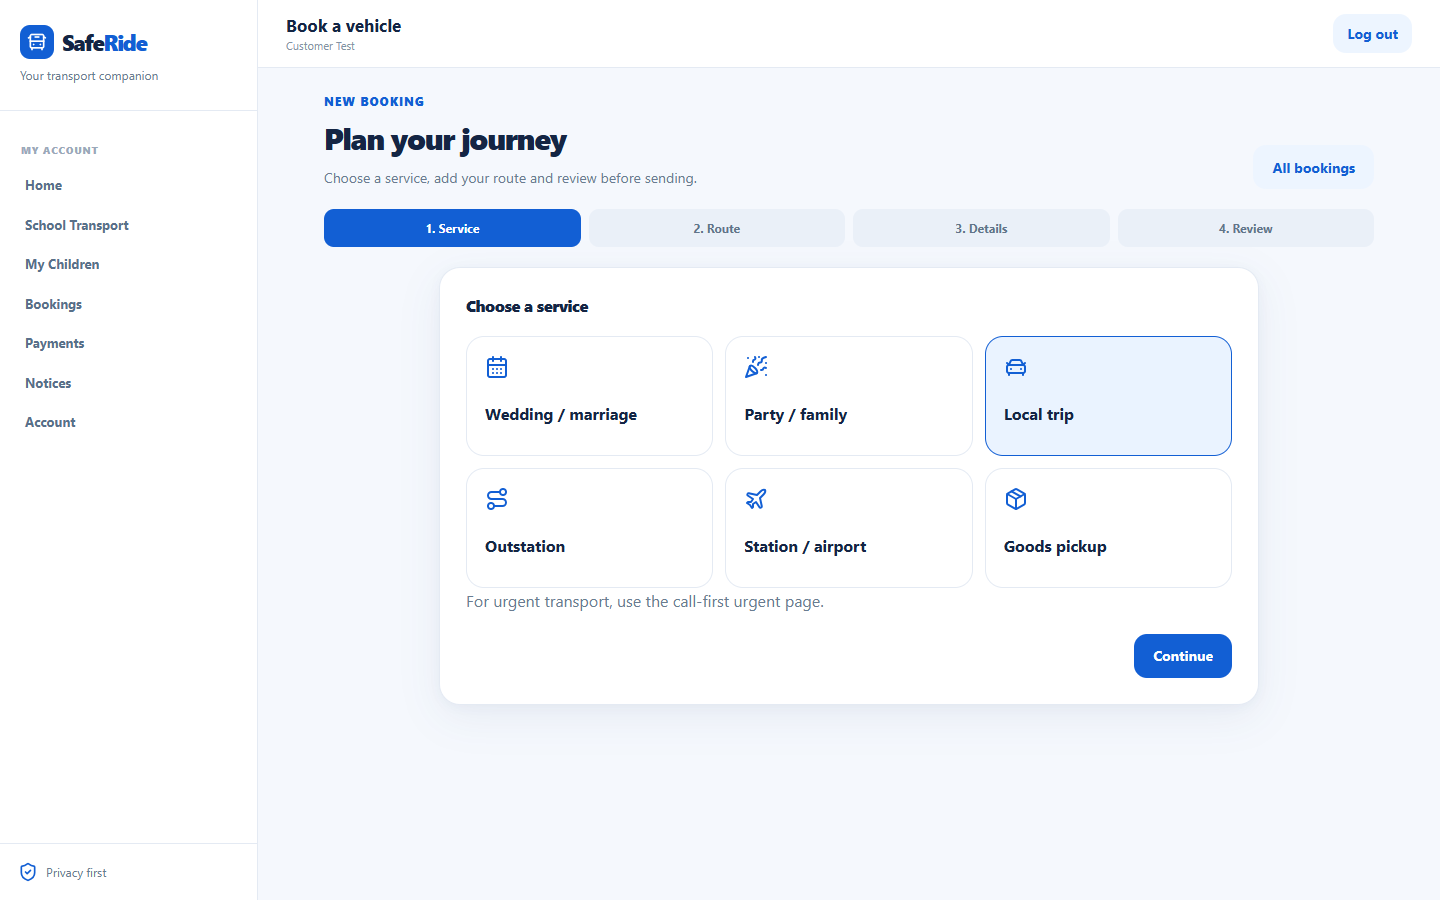 SafeRide
Your transport companion
MY ACCOUNT
Home
School Transport
My Children
Bookings
Payments
Notices
Account
Privacy first
Book a vehicle
Customer Test
Log out
NEW BOOKING
Plan your journey
Choose a service, add your route and review before sending.
All bookings
1. Service
2. Route
3. Details
4. Review
Choose a service
Wedding / marriage
Party / family
Local trip
Outstation
Station / airport
Goods pickup
For urgent transport, use the call-first urgent page.
Continue